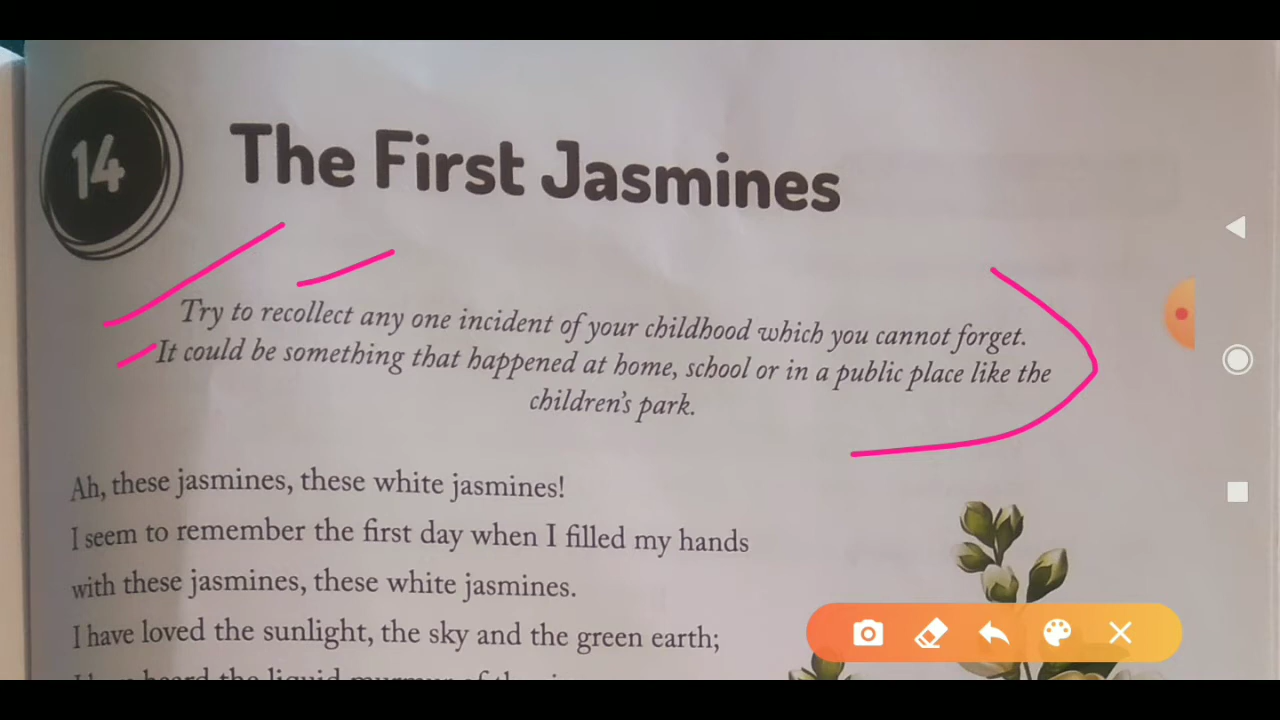 14
The First Jasmines
Try to recollect any one incident of your childhood which you cannot forget.
It could be something that happened at home, school or in a public place like the
children's park.
Ah, these jasmines, these white jasmines!
I seem to remember the first day when I filled my hands
with these jasmines, these white jasmines.
I have loved the sunlight, the sky and the green earth;